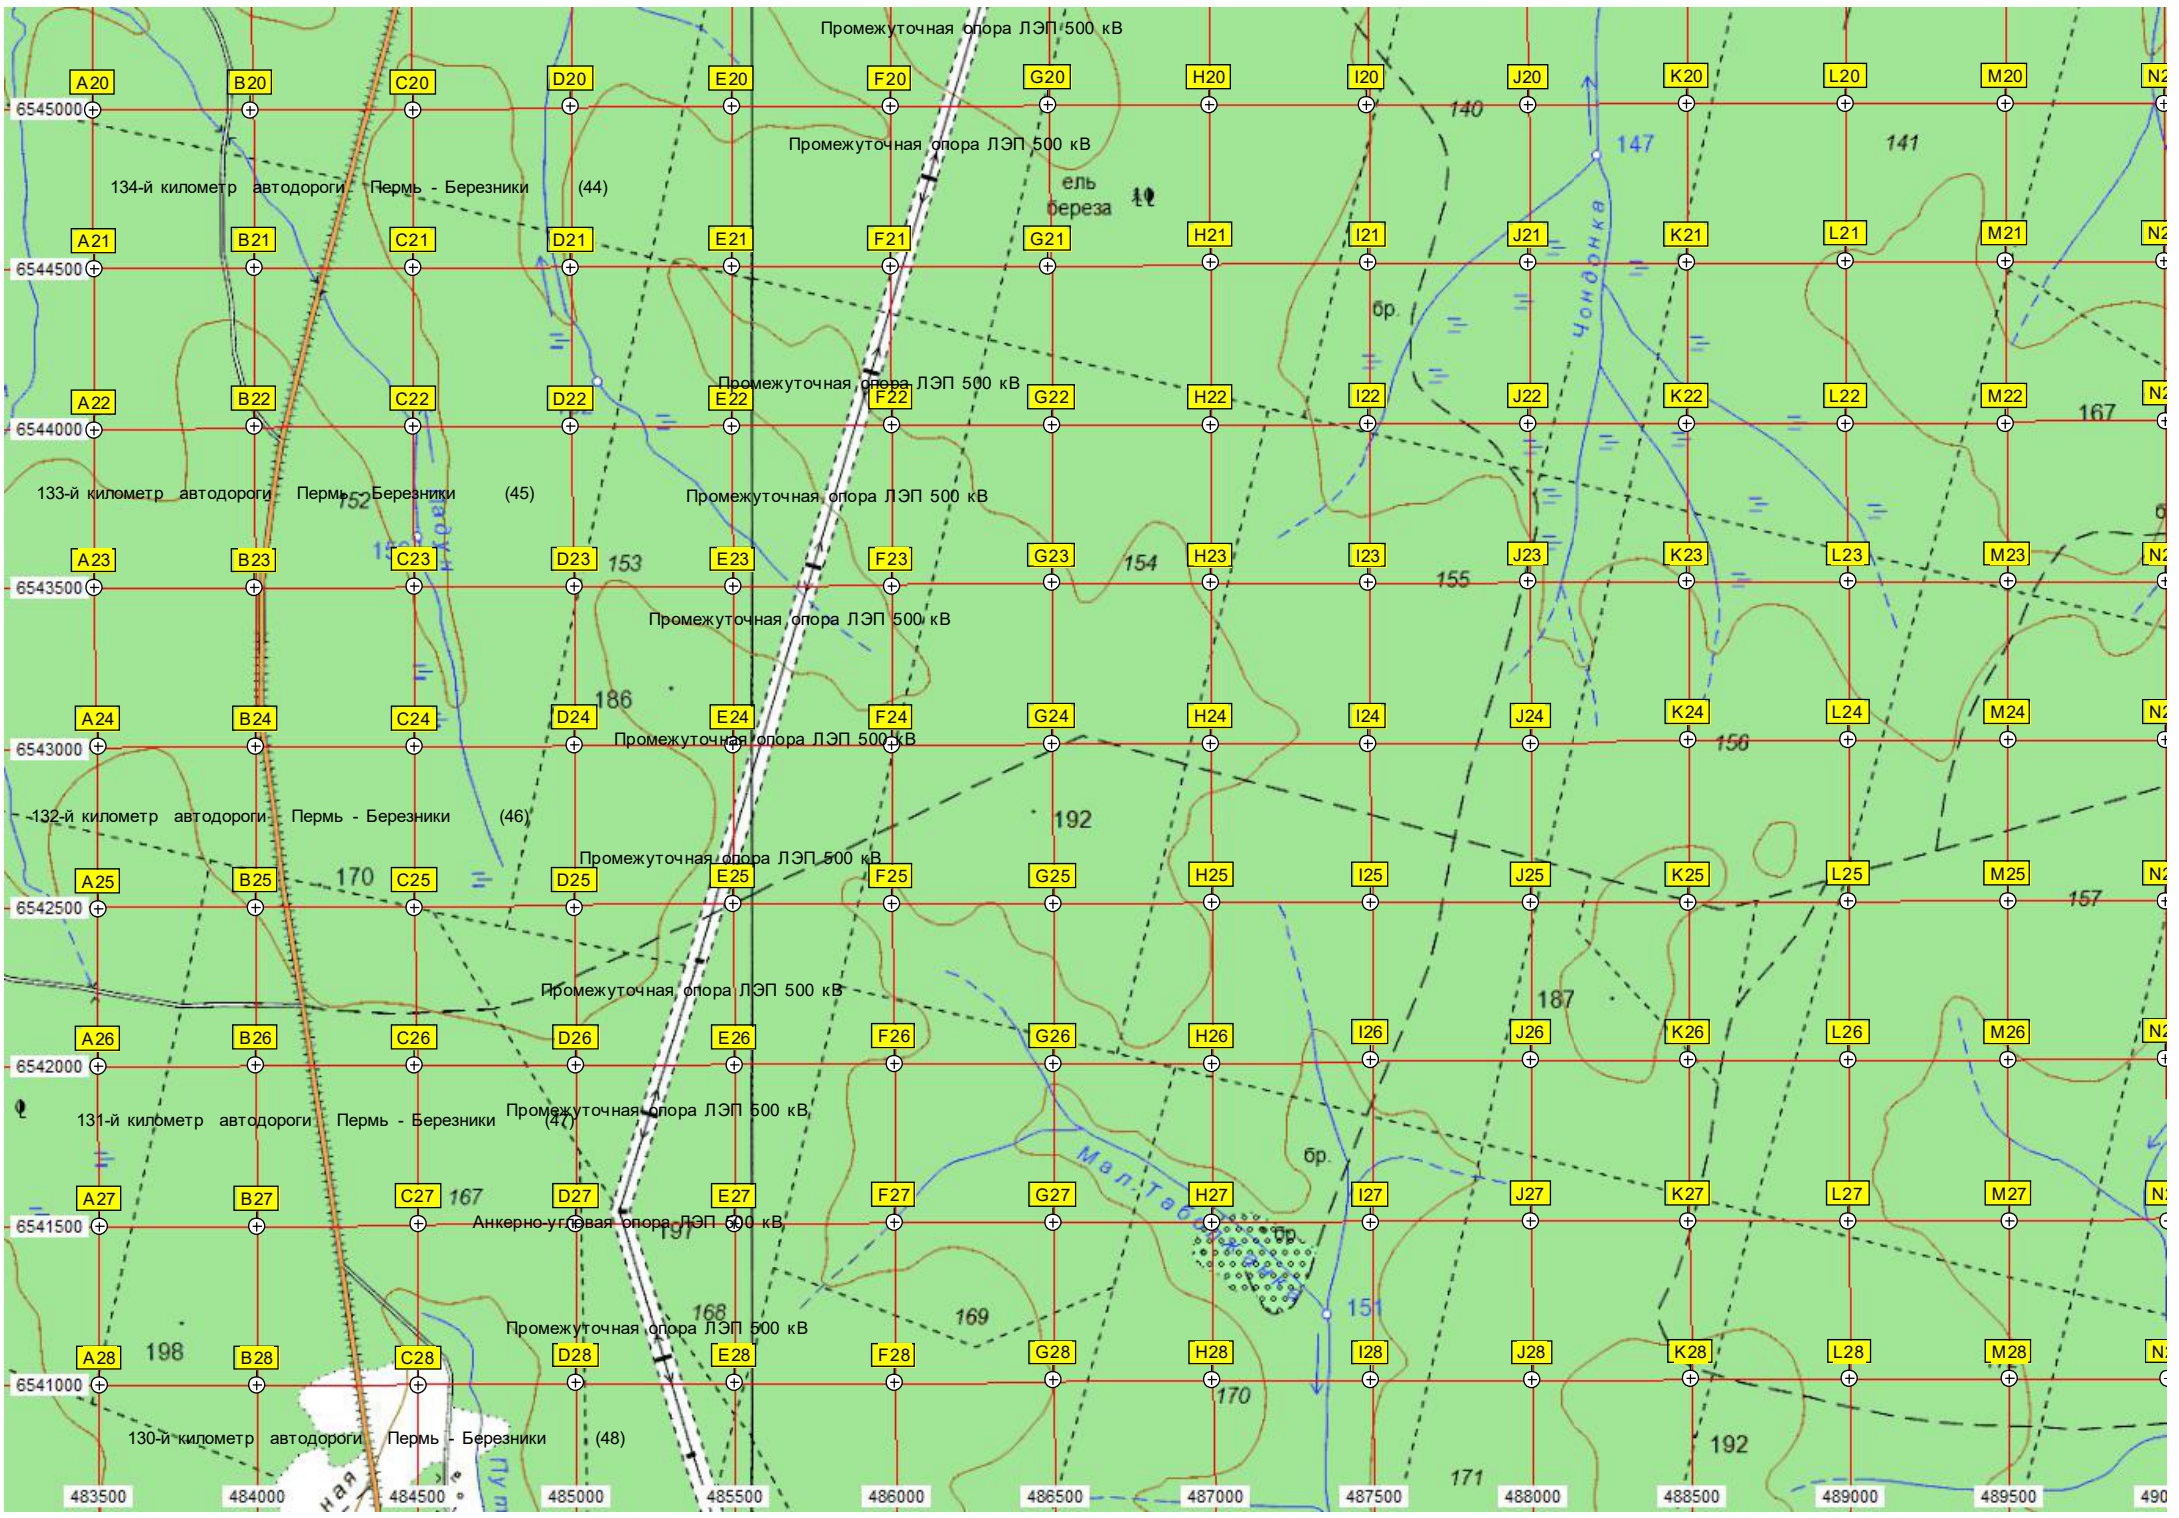 Промежуточная опора ЛЭП 500 кВ
A20 B20 C20 D20 E20 F20 G20 H20 I20 J20 K20 L20 M20
6545000
140
147
141
Промежуточная опора ЛЭП 500 кВ
134-й километр автодороги Пермь - Березники (44)
ель
береза
Чондонка
A21 B21 C21 D21 E21 F21 G21 H21 I21 J21 K21 L21 M21
6544500
бр.
Промежуточная опора ЛЭП 500 кВ
A22 B22 C22 D22 E22 F22 G22 H22 I22 J22 K22 L22 M22
167
6544000
133-й километр автодороги Пермь - Березники (45)
152
Промежуточная опора ЛЭП 500 кВ
A23 B23 C23 D23 E23 F23 G23 H23 I23 J23 K23 L23 M23
153
154
155
6543500
Промежуточная опора ЛЭП 500 кВ
186
A24 B24 C24 D24 E24 F24 G24 H24 I24 J24 K24 L24 M24
6543000
Промежуточная опора ЛЭП 500 кВ
156
132-й километр автодороги Пермь - Березники (46)
192
Промежуточная опора ЛЭП 500 кВ
170
A25 B25 C25 D25 E25 F25 G25 H25 I25 J25 K25 L25 M25
157
6542500
Промежуточная опора ЛЭП 500 кВ
187
A26 B26 C26 D26 E26 F26 G26 H26 I26 J26 K26 L26 M26
6542000
131-й километр автодороги Пермь - Березники (47)
Промежуточная опора ЛЭП 500 кВ
бр.
Мал. Таболжанка
A27 B27 C27 D27 E27 F27 G27 H27 I27 J27 K27 L27 M27
167
6541500
Анкерно-угловая опора ЛЭП 500 кВ
197
бр.
168
169
151
Промежуточная опора ЛЭП 500 кВ
198
A28 B28 C28 D28 E28 F28 G28 H28 I28 J28 K28 L28 M28
6541000
170
130-й километр автодороги Пермь - Березники (48)
192
171
ная
483500 484000 484500 485000 485500 486000 486500 487000 487500 488000 488500 489000 489500